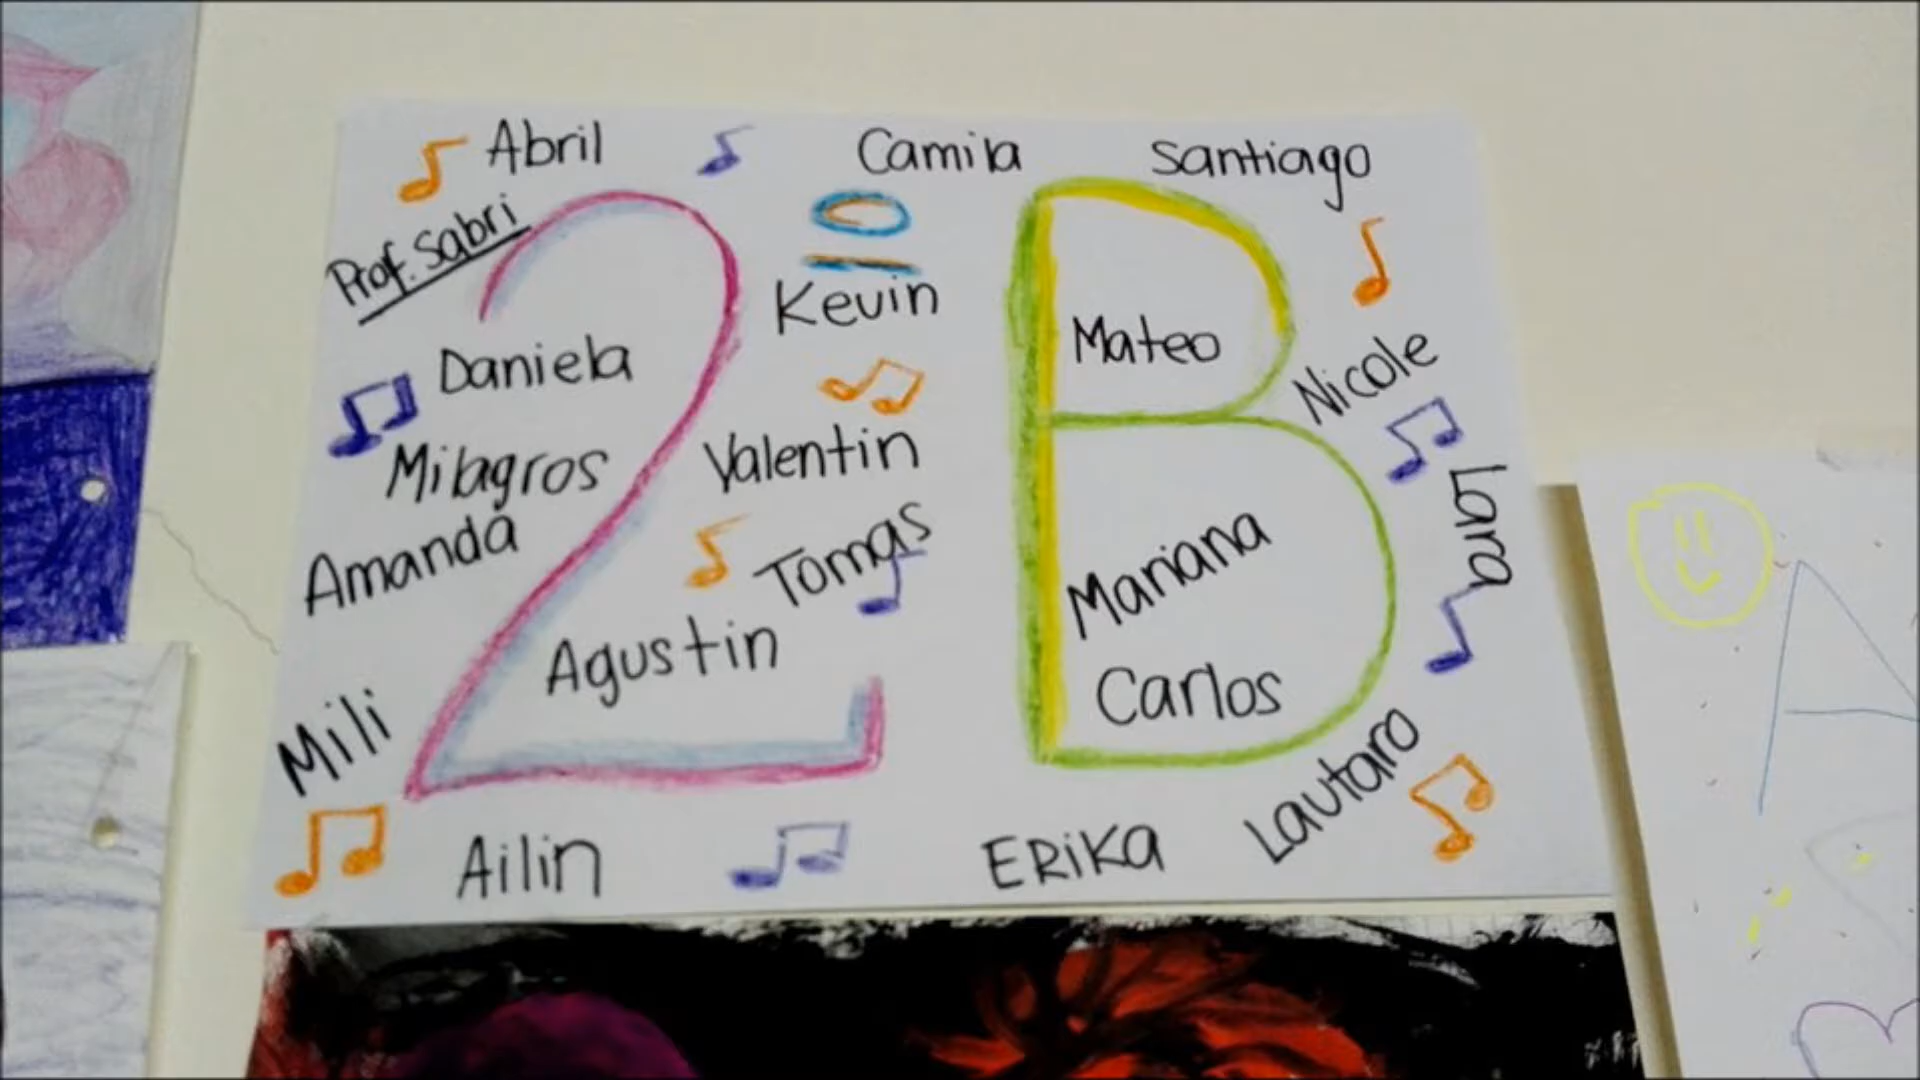 Abril
Camila
Santiago
Prof. Sabri
2º B
Kevin
Daniela
Mateo
Nicole
Milagros
Valentin
Lara
Amanda
Tomas
Mariana
Agustin
Carlos
Mili
Lautaro
Ailin
ERiKA
A